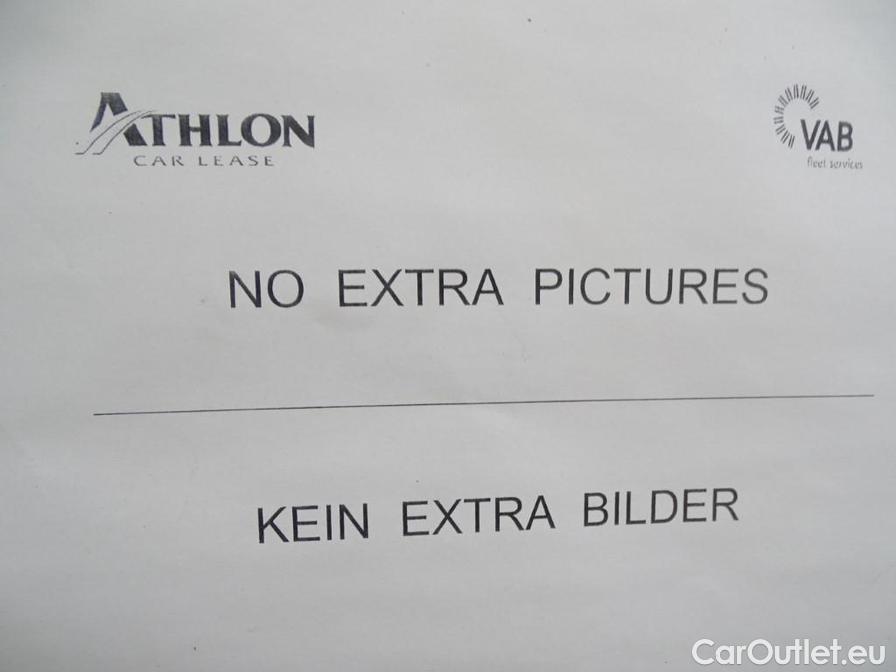 ATHLON
CAR LEASE
VAB
fleet services
NO EXTRA PICTURES
KEIN EXTRA BILDER
CarOutlet.eu